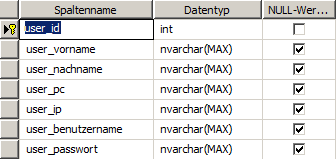 Spaltenname Datentyp NULL-Wer...
user_id int
user_vorname nvarchar(MAX)
user_nachname nvarchar(MAX)
user_pc nvarchar(MAX)
user_ip nvarchar(MAX)
user_benutzername nvarchar(MAX)
user_passwort nvarchar(MAX)